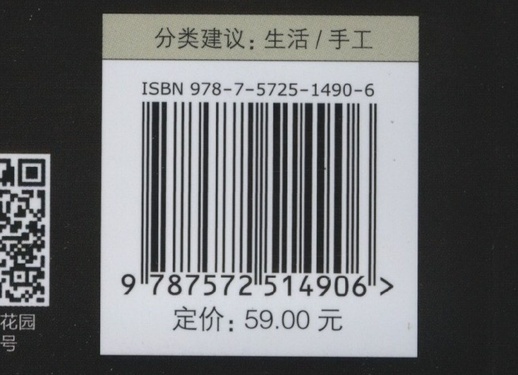 分类建议：生活 / 手工
ISBN 978-7-5725-1490-6
9 787572 514906 >
定价：59.00 元
花园
号